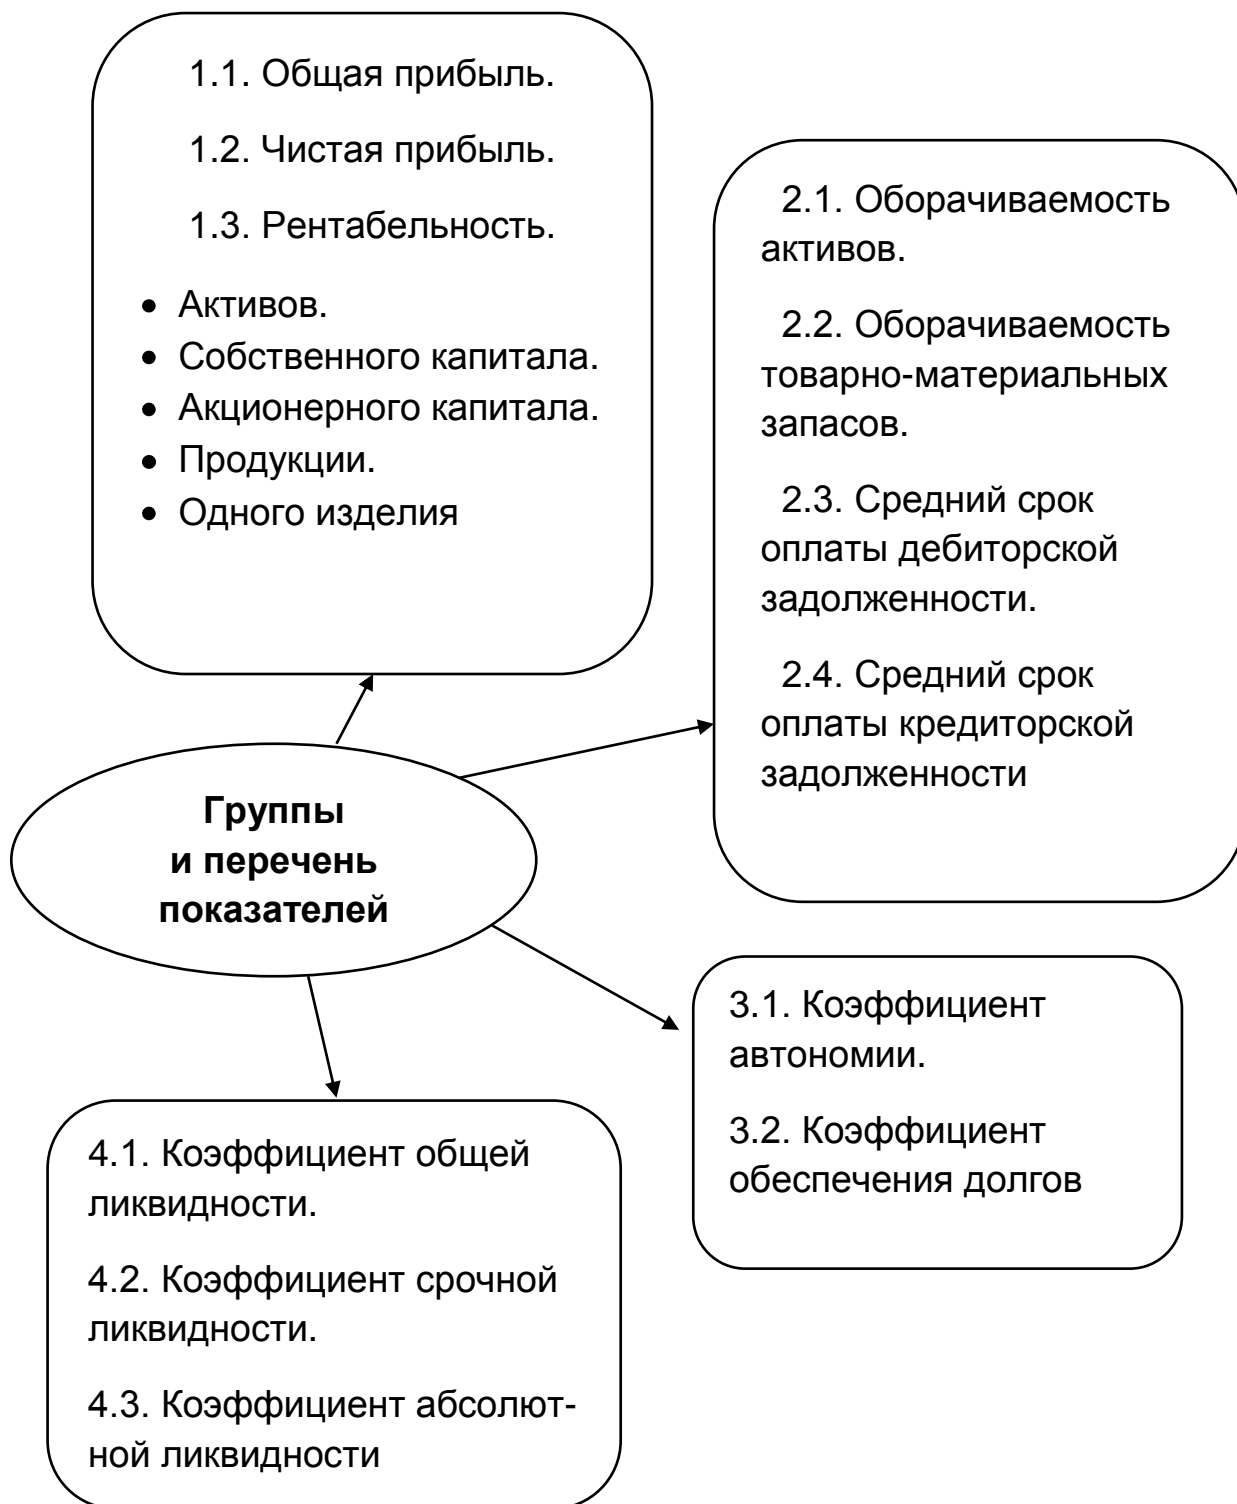 1.1. Общая прибыль.
1.2. Чистая прибыль.
1.3. Рентабельность.
• Активов.
• Собственного капитала.
• Акционерного капитала.
• Продукции.
• Одного изделия
2.1. Оборачиваемость
активов.
2.2. Оборачиваемость
товарно-материальных
запасов.
2.3. Средний срок
оплаты дебиторской
задолженности.
2.4. Средний срок
оплаты кредиторской
задолженности
Группы
и перечень
показателей
3.1. Коэффициент
автономии.
3.2. Коэффициент
обеспечения долгов
4.1. Коэффициент общей
ликвидности.
4.2. Коэффициент срочной
ликвидности.
4.3. Коэффициент абсолют-
ной ликвидности